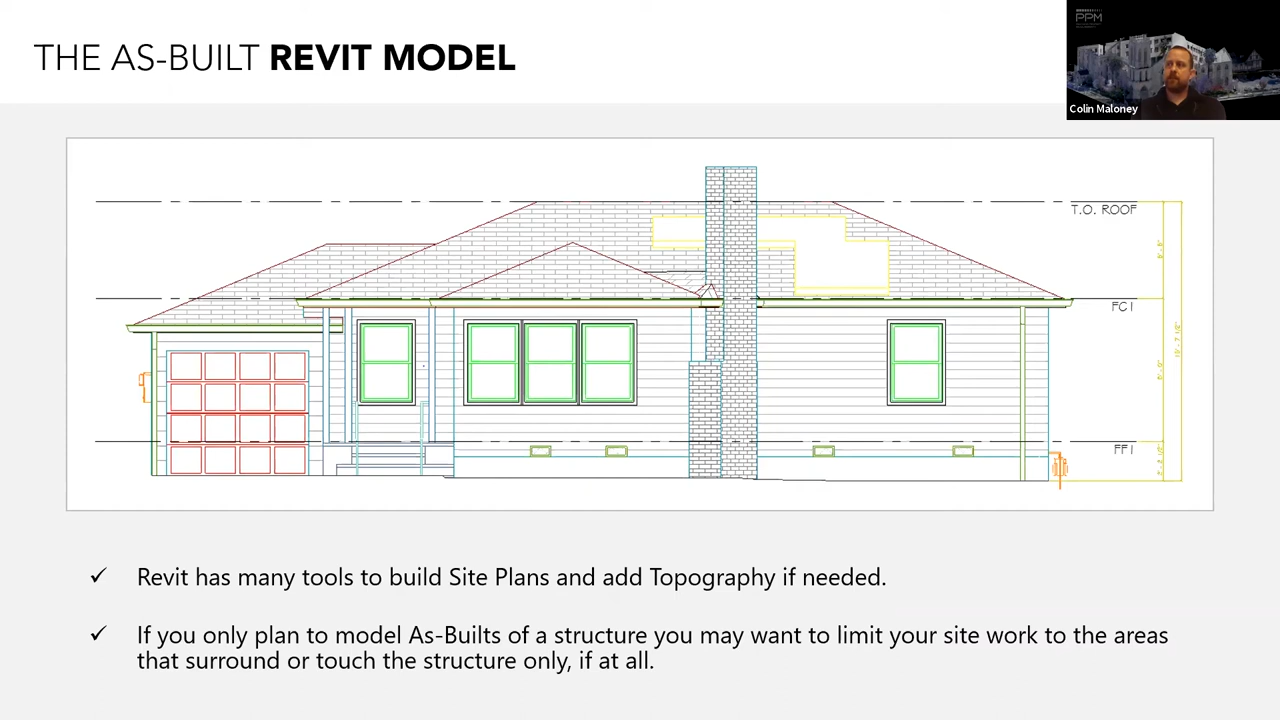 THE AS-BUILT REVIT MODEL
PPM
Colin Maloney
T.O. ROOF
FC1
FF1
✓ Revit has many tools to build Site Plans and add Topography if needed.
✓ If you only plan to model As-Builts of a structure you may want to limit your site work to the areas
that surround or touch the structure only, if at all.